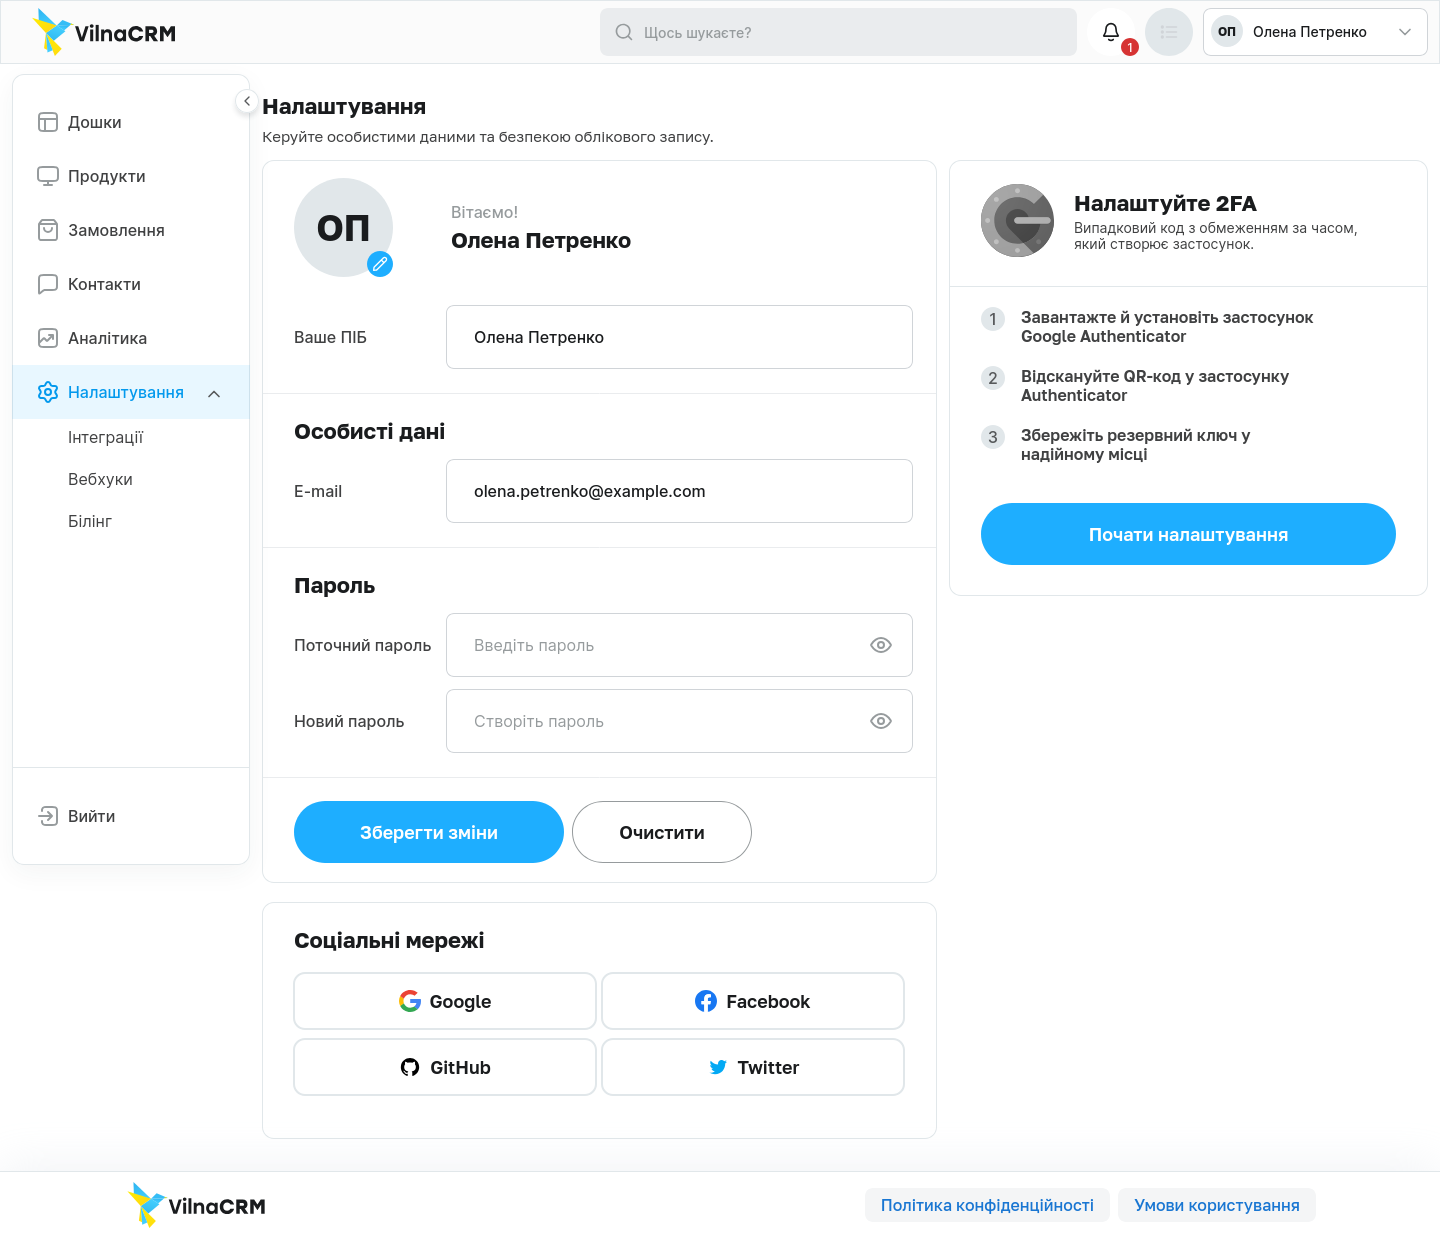 VilnaCRM
Щось шукаєте?
1
ОП
Олена Петренко
Дошки
Продукти
Замовлення
Контакти
Аналітика
Налаштування
Інтеграції
Вебхуки
Білінг
Вийти
Налаштування
Керуйте особистими даними та безпекою облікового запису.
ОП
Вітаємо!
Олена Петренко
Ваше ПІБ
Олена Петренко
Особисті дані
E-mail
olena.petrenko@example.com
Пароль
Поточний пароль
Введіть пароль
Новий пароль
Створіть пароль
Зберегти зміни
Очистити
Налаштуйте 2FA
Випадковий код з обмеженням за часом,
який створює застосунок.
1
Завантажте й установіть застосунок
Google Authenticator
2
Відскануйте QR-код у застосунку
Authenticator
3
Збережіть резервний ключ у
надійному місці
Почати налаштування
Соціальні мережі
Google
Facebook
GitHub
Twitter
VilnaCRM
Політика конфіденційності
Умови користування